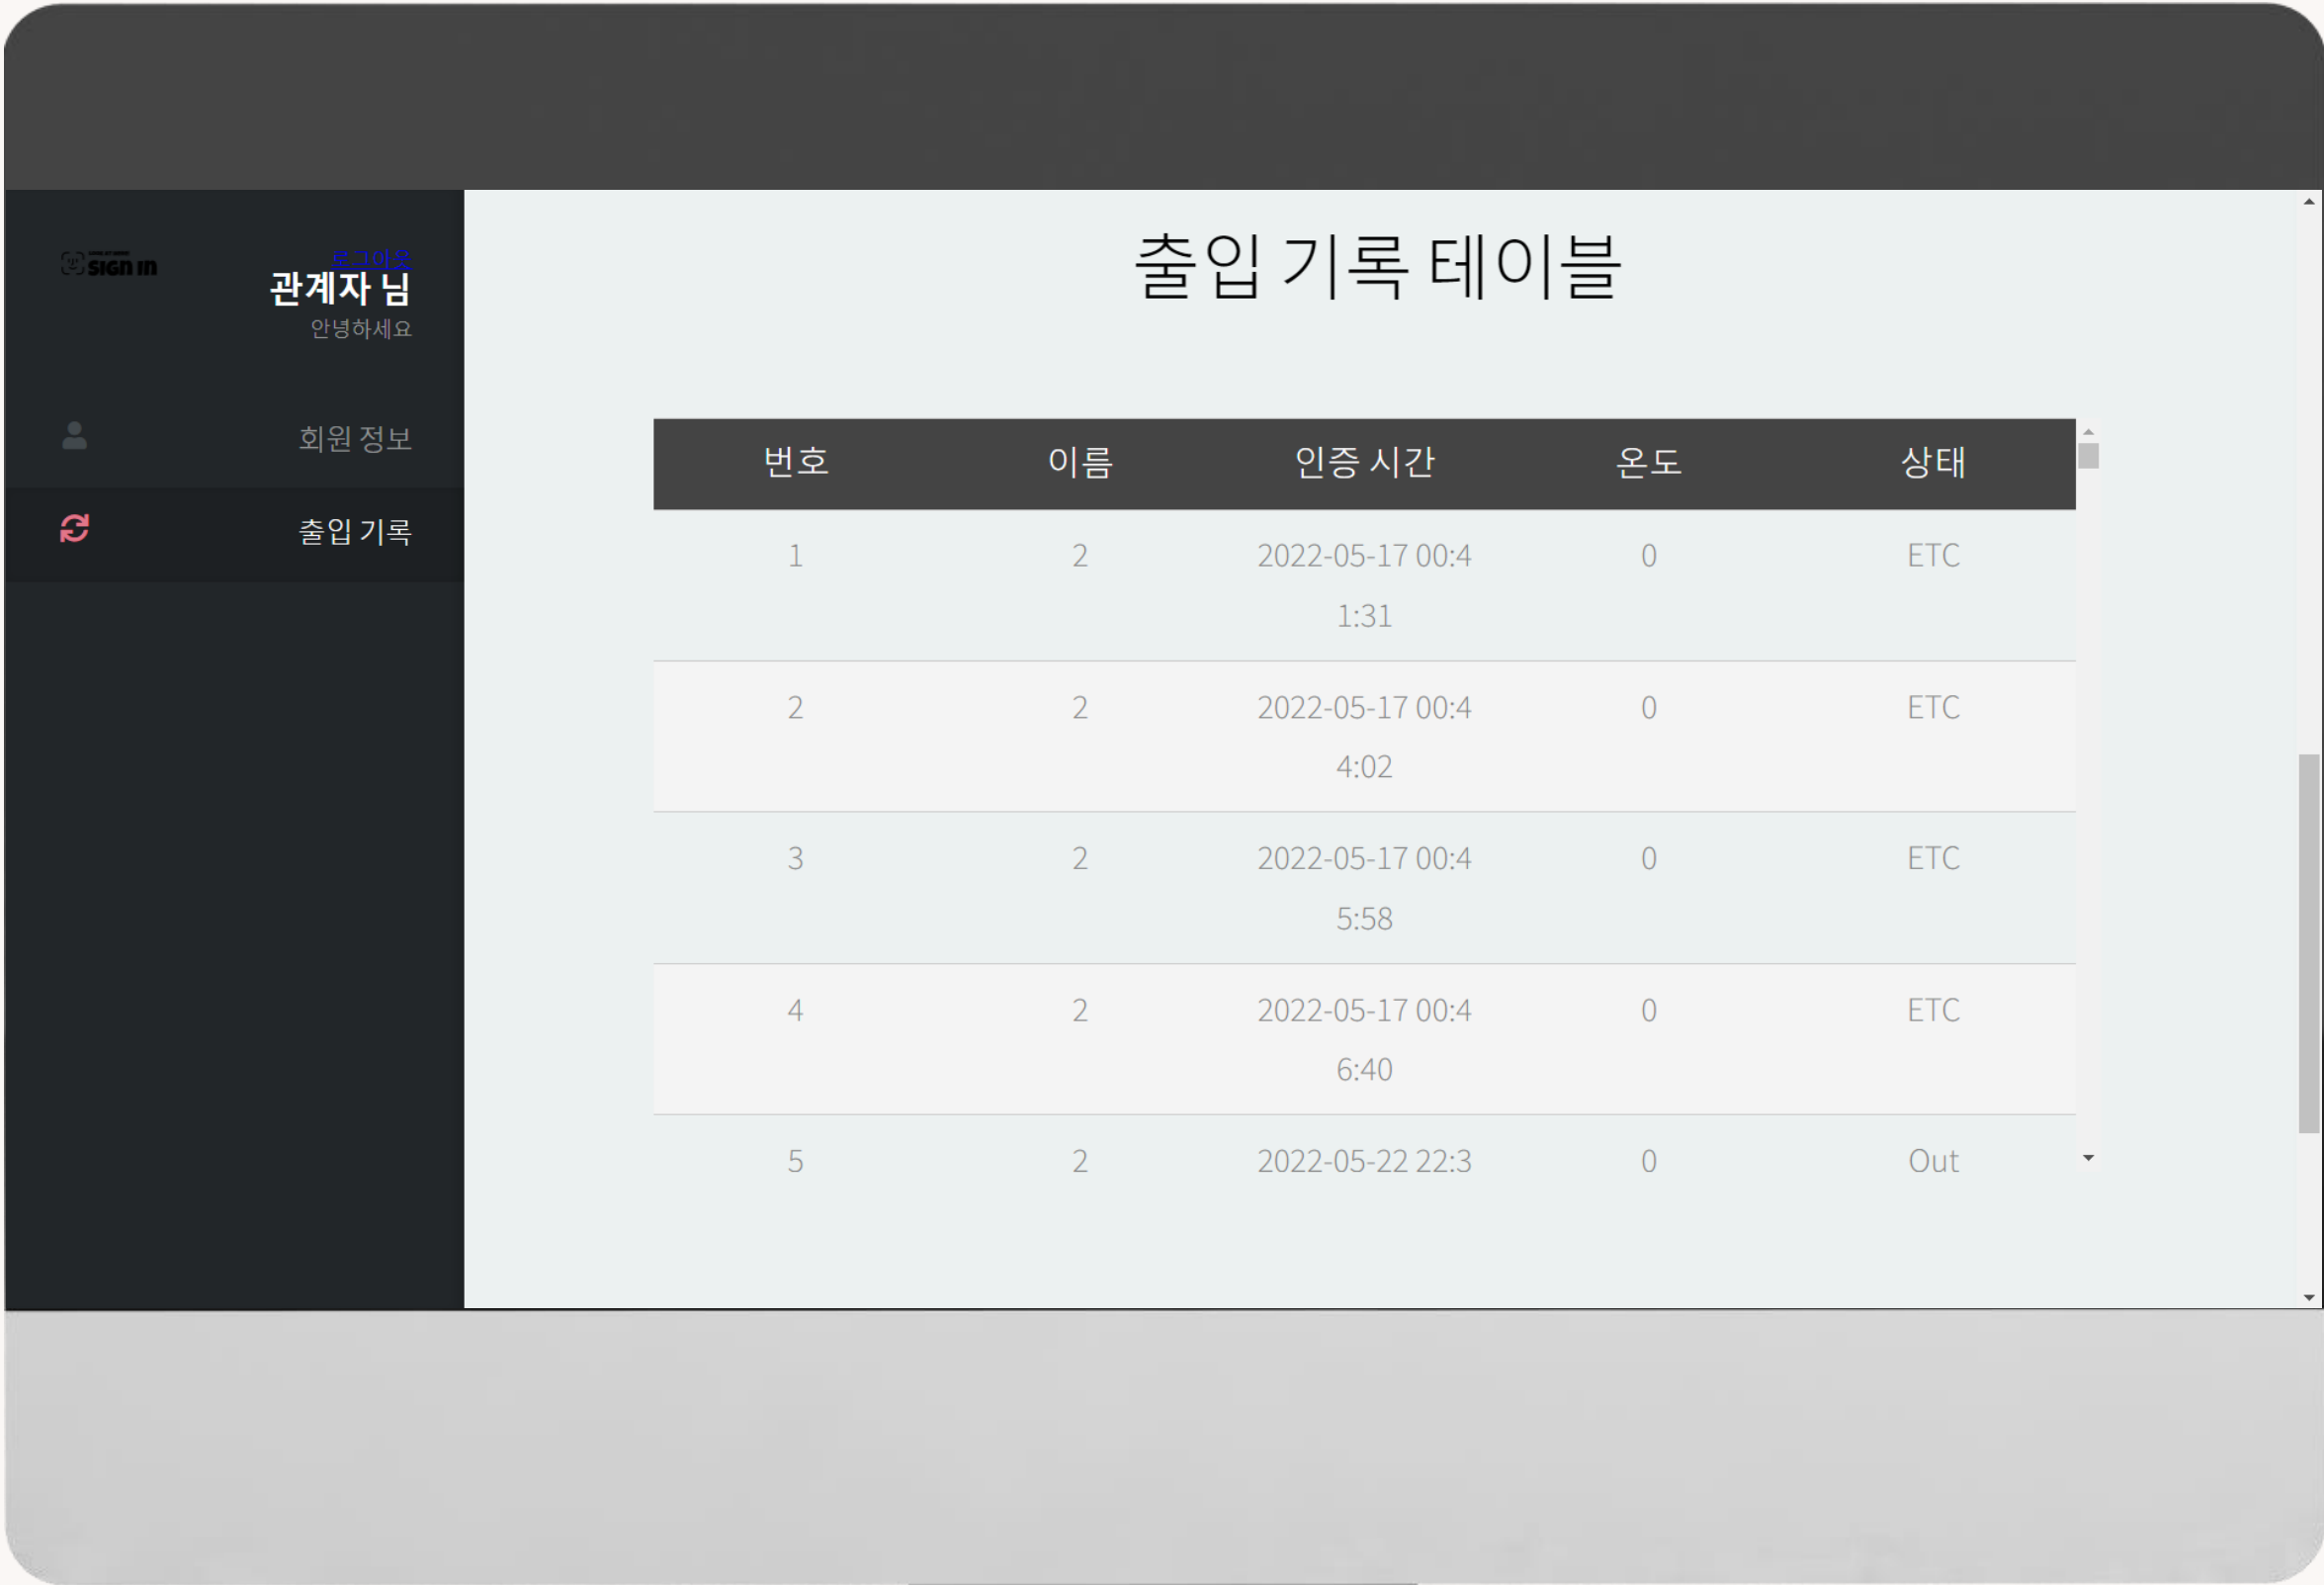 sign in
로그아웃
관계자 님
안녕하세요
회원 정보
출입 기록
출입 기록 테이블
번호 이름 인증 시간 온도 상태
1 2 2022-05-17 00:4 0 ETC
1:31
2 2 2022-05-17 00:4 0 ETC
4:02
3 2 2022-05-17 00:4 0 ETC
5:58
4 2 2022-05-17 00:4 0 ETC
6:40
5 2 2022-05-22 22:3 0 Out